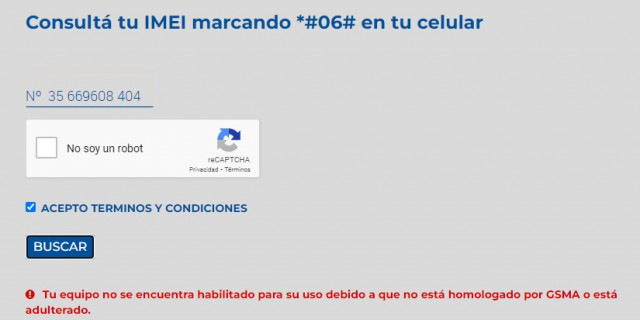 Consultá tu IMEI marcando *#06# en tu celular
Nº 35 669608 404
No soy un robot
reCAPTCHA
Privacidad - Términos
ACEPTO TERMINOS Y CONDICIONES
BUSCAR
Tu equipo no se encuentra habilitado para su uso debido a que no está homologado por GSMA o está
adulterado.